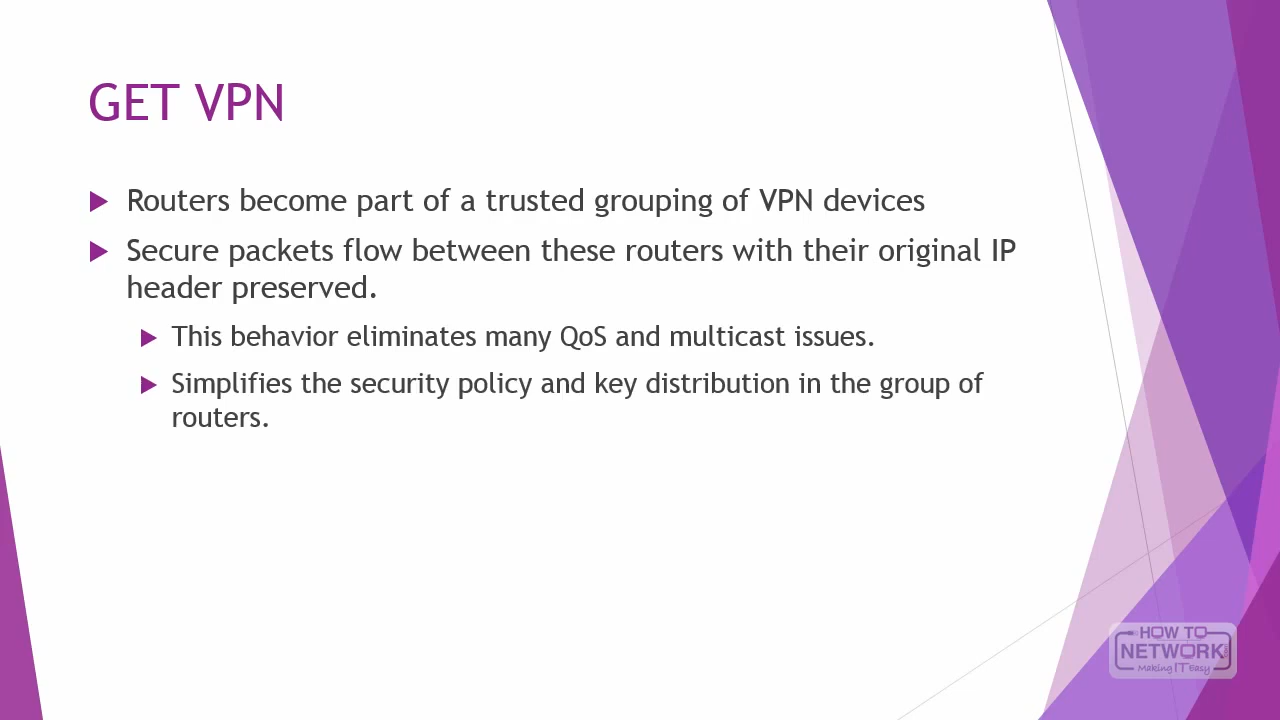 GET VPN
Routers become part of a trusted grouping of VPN devices
Secure packets flow between these routers with their original IP
header preserved.
This behavior eliminates many QoS and multicast issues.
Simplifies the security policy and key distribution in the group of
routers.
HOW TO
NETWORK
Making IT Easy